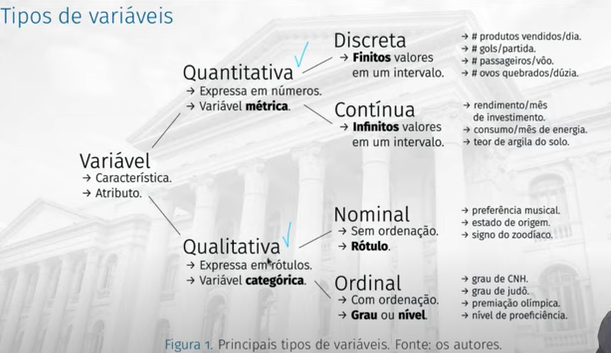 Tipos de variáveis
Discreta
→ Finitos valores
em um intervalo.
→ # produtos vendidos/dia.
→ # gols/partida.
→ # passageiros/vôo.
→ # ovos quebrados/dúzia.
Quantitativa
→ Expressa em números.
→ Variável métrica.
Contínua
→ Infinitos valores
em um intervalo.
→ rendimento/mês
de investimento.
→ consumo/mês de energia.
→ teor de argila do solo.
Variável
→ Característica.
→ Atributo.
Nominal
→ Sem ordenação.
→ Rótulo.
→ preferência musical.
→ estado de origem.
→ signo do zoodíaco.
Qualitativa
→ Expressa em rótulos.
→ Variável categórica.
Ordinal
→ Com ordenação.
→ Grau ou nível.
→ grau de CNH.
→ grau de judô.
→ premiação olímpica.
→ nível de proeficiência.
Figura 1. Principais tipos de variáveis. Fonte: os autores.